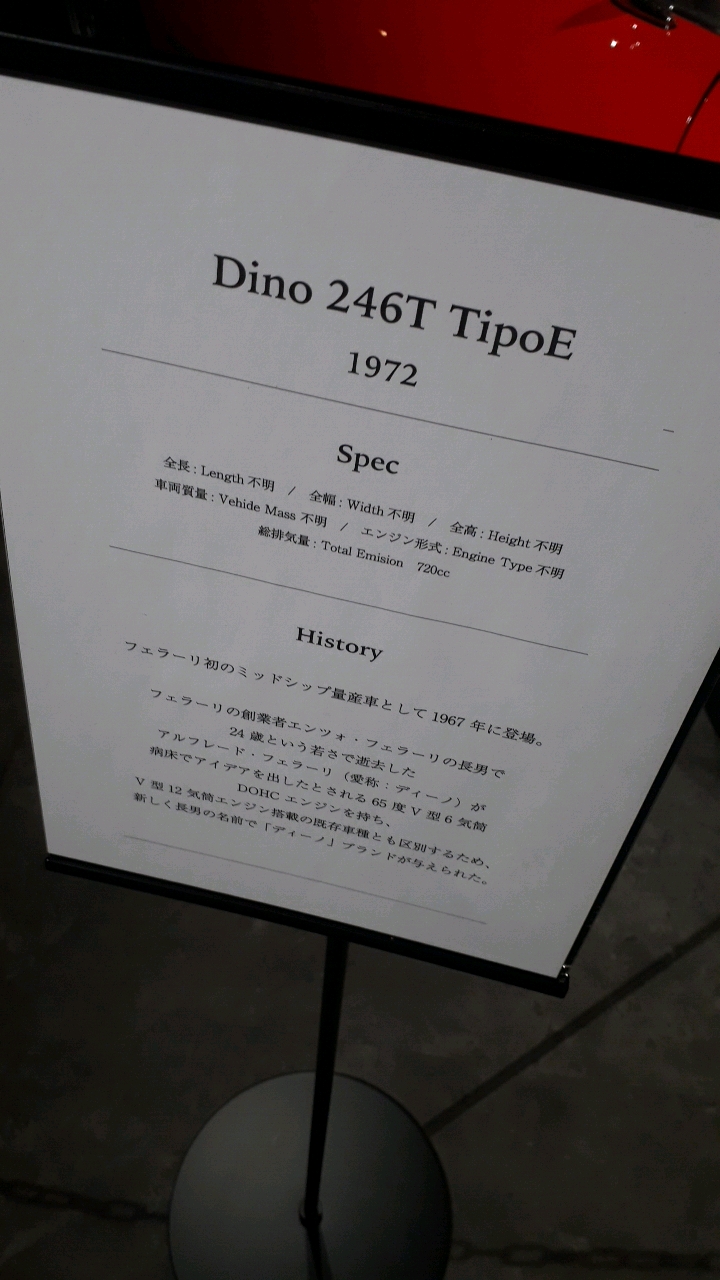 Dino 246T TipoE
1972
Spec
全長 : Length 不明 / 全幅 : Width 不明 / 全高 : Height 不明
車両質量 : Vehide Mass 不明 / エンジン形式 : Engine Type 不明
総排気量 : Total Emision 720cc
History
フェラーリ初のミッドシップ量産車として 1967 年に登場。
フェラーリの創業者エンツォ・フェラーリの長男で
24 歳という若さで逝去した
アルフレード・フェラーリ（愛称：ディーノ）が
病床でアイデアを出したとされる 65 度 V 型 6 気筒
DOHC エンジンを持ち、
V 型 12 気筒エンジン搭載の既存車種とも区別するため、
新しく長男の名前で「ディーノ」ブランドが与えられた。